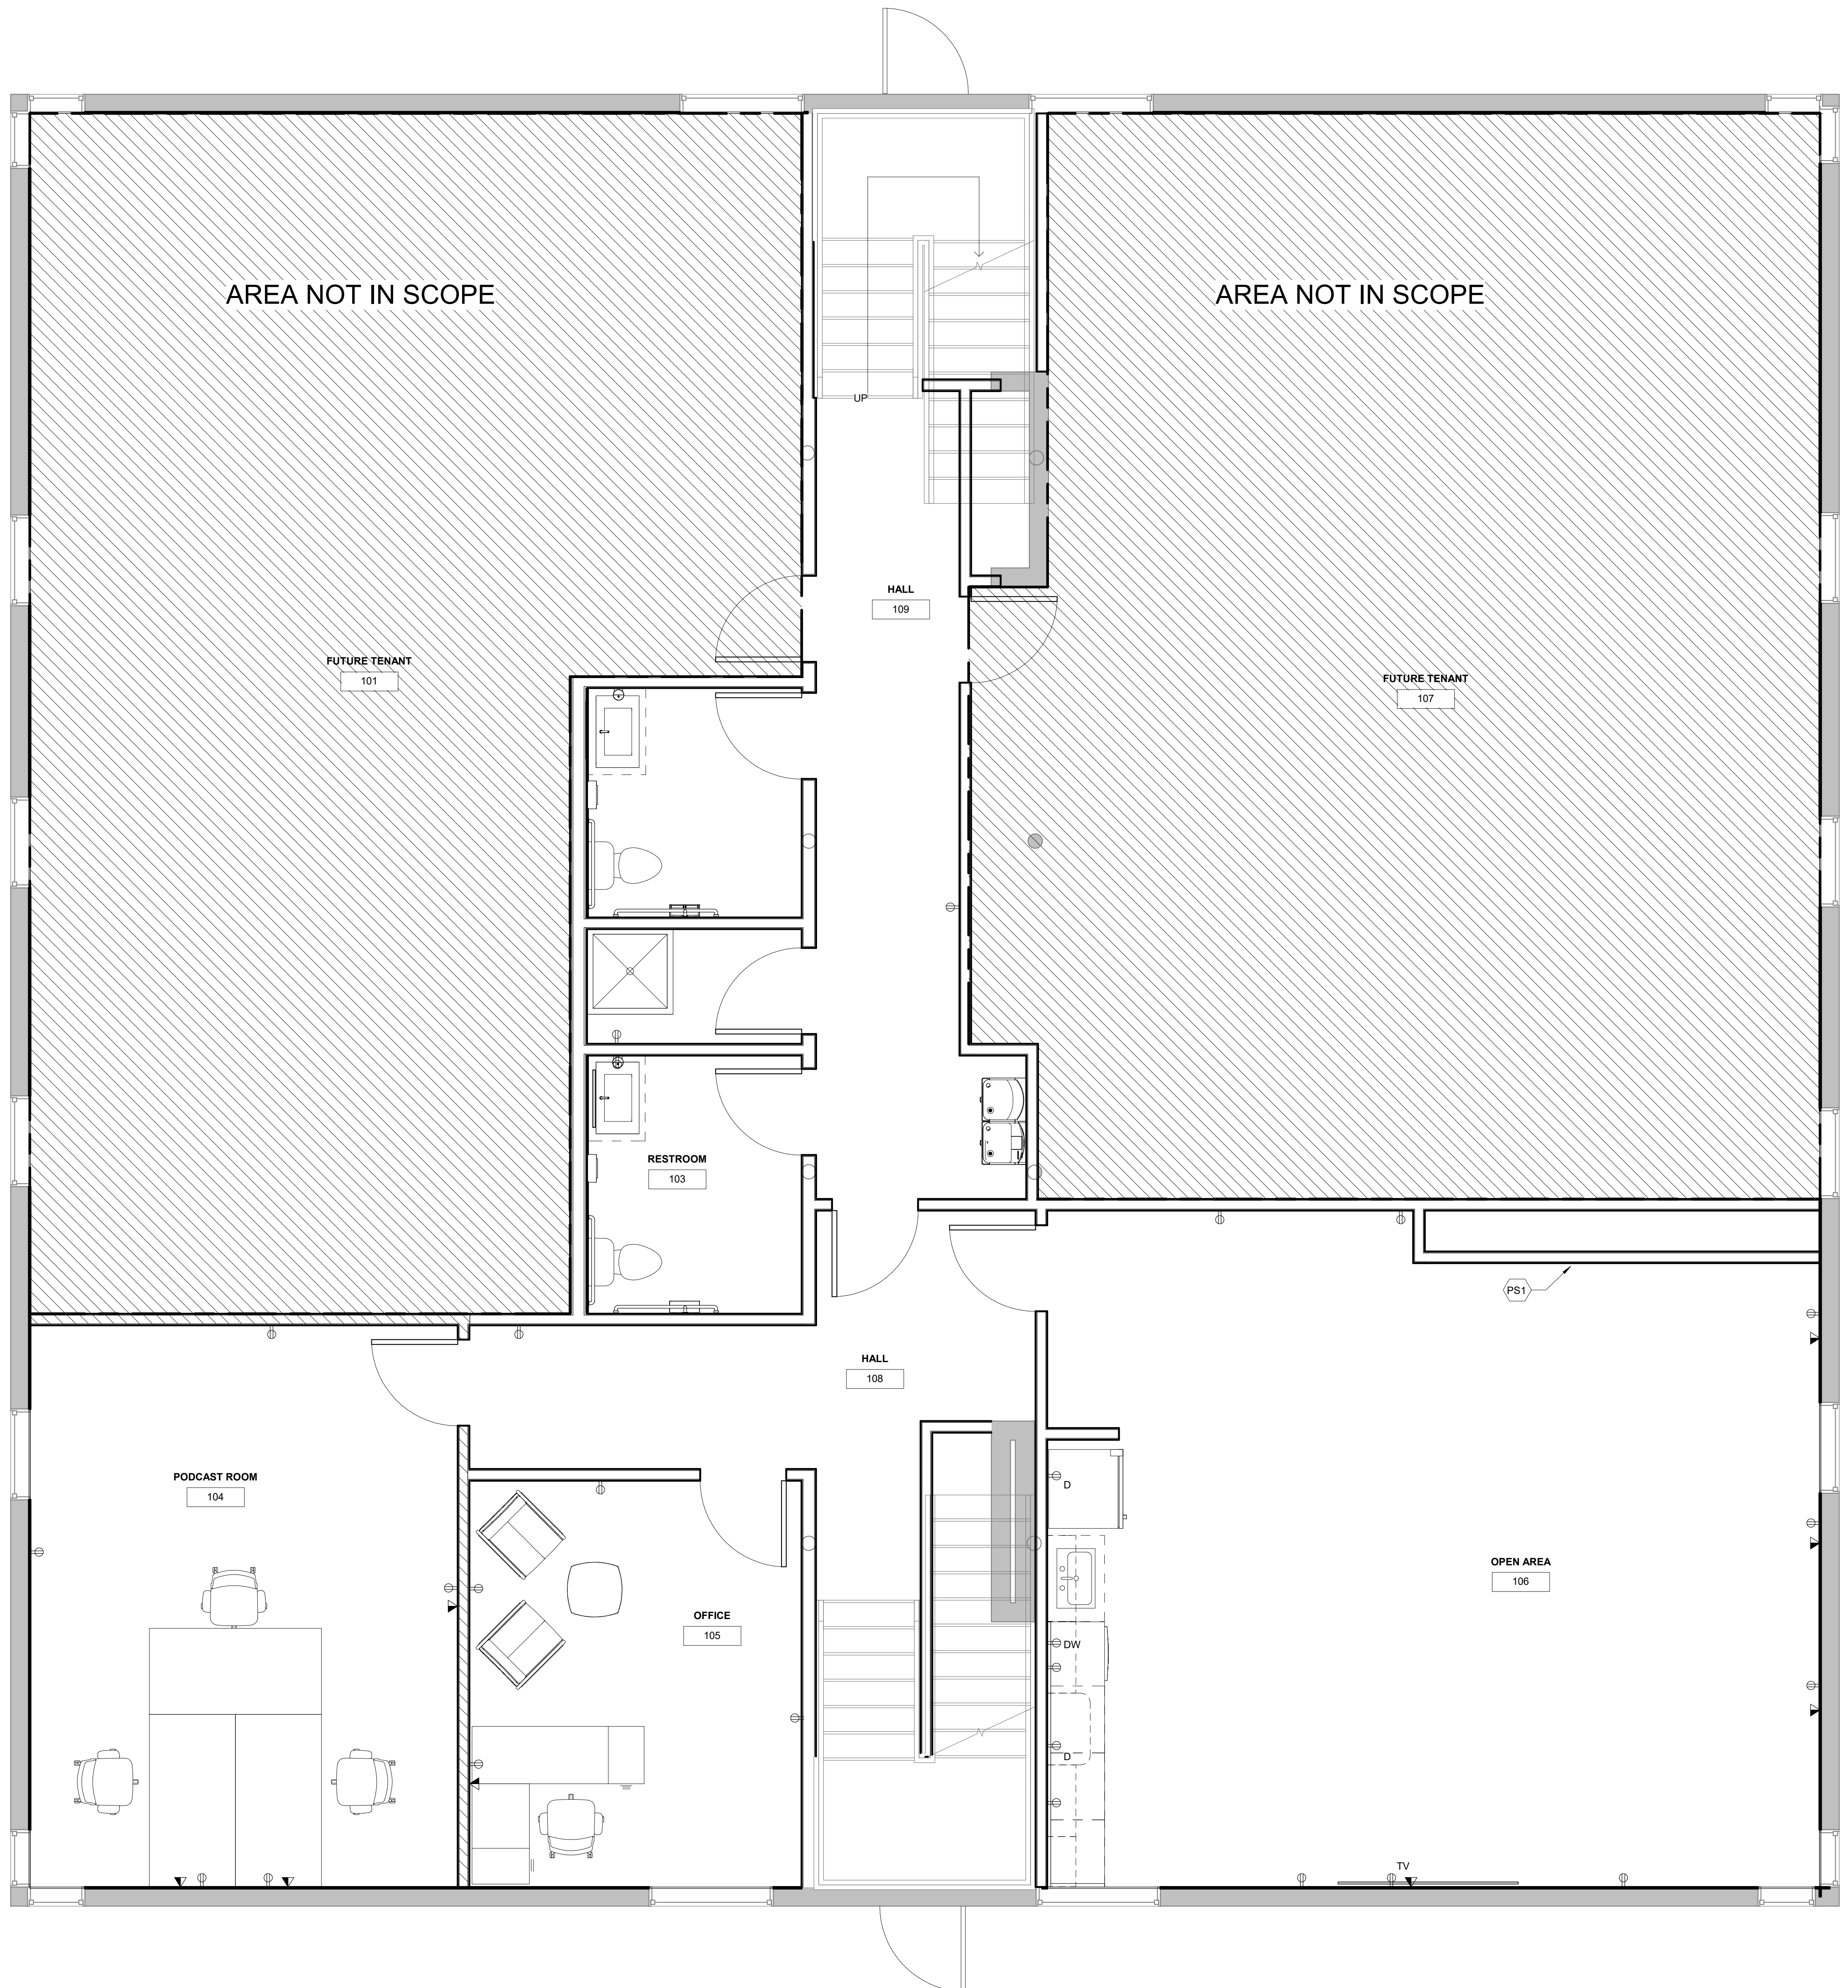 AREA NOT IN SCOPE
AREA NOT IN SCOPE
UP
HALL
109
FUTURE TENANT
101
FUTURE TENANT
107
RESTROOM
103
PS1
HALL
108
PODCAST ROOM
104
D
OPEN AREA
106
OFFICE
105
DW
D
TV